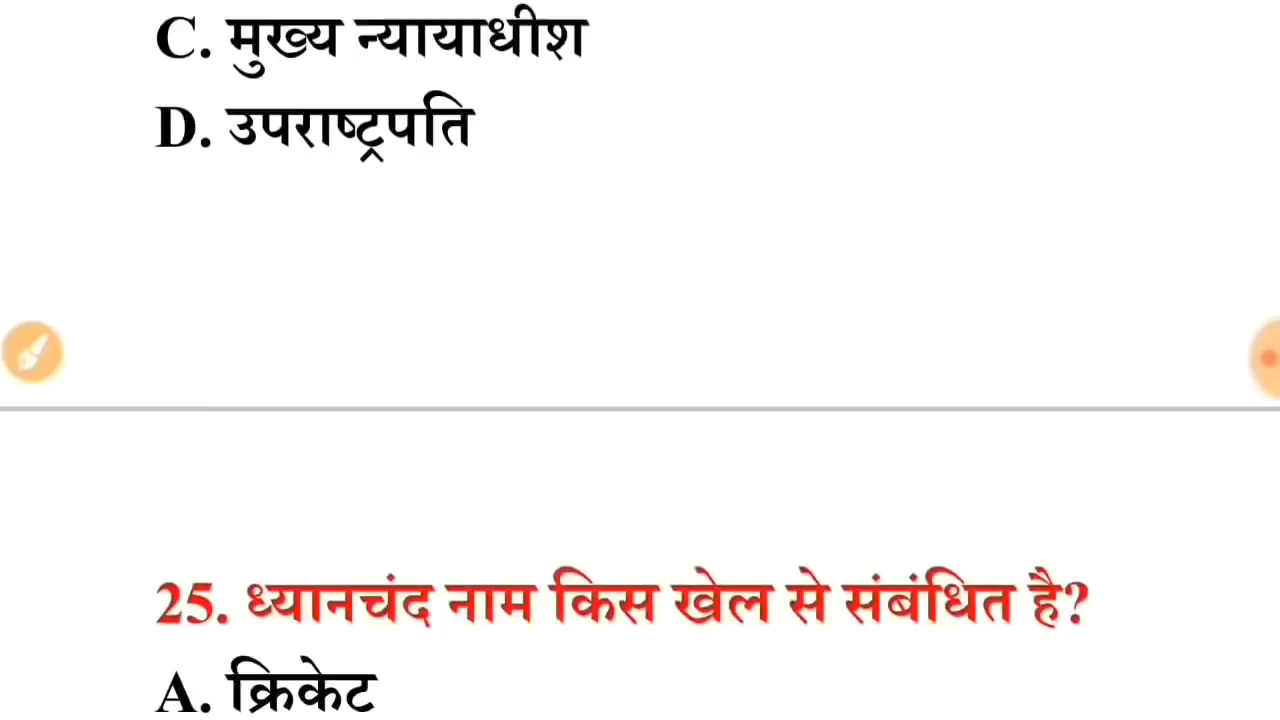 C. मुख्य न्यायाधीश
D. उपराष्ट्रपति
25. ध्यानचंद नाम किस खेल से संबंधित है?
A. क्रिकेट